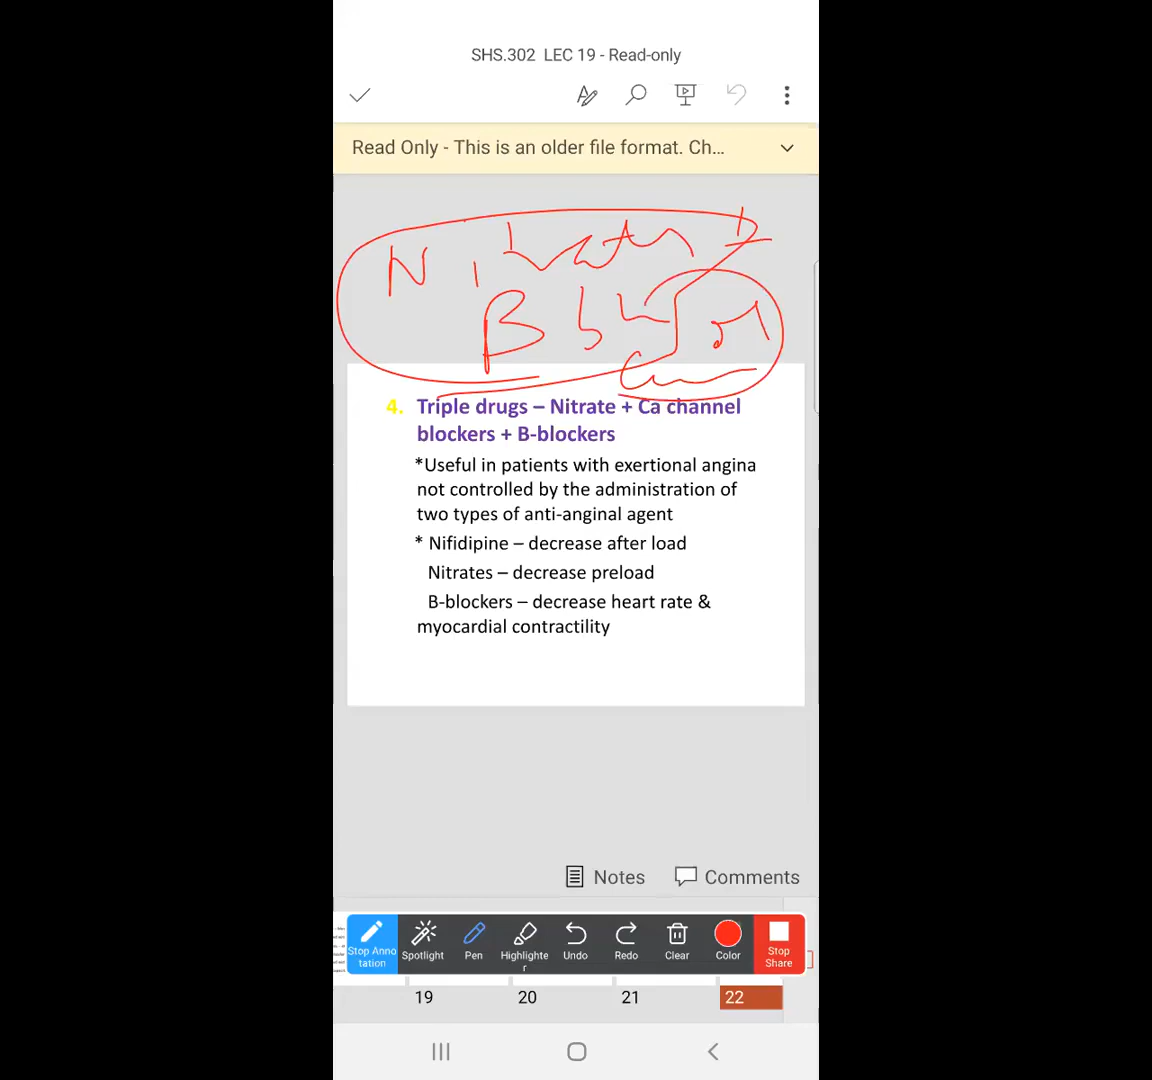 SHS.302 LEC 19 - Read-only
Read Only - This is an older file format. Ch...
B
4. Triple drugs – Nitrate + Ca channel
blockers + B-blockers
*Useful in patients with exertional angina
not controlled by the administration of
two types of anti-anginal agent
* Nifidipine – decrease after load
Nitrates – decrease preload
B-blockers – decrease heart rate &
myocardial contractility
Notes Comments
Stop Anno
tation
Spotlight
Pen
Highlighte
r
Undo
Redo
Clear
Color
Stop
Share
19 20 21 22